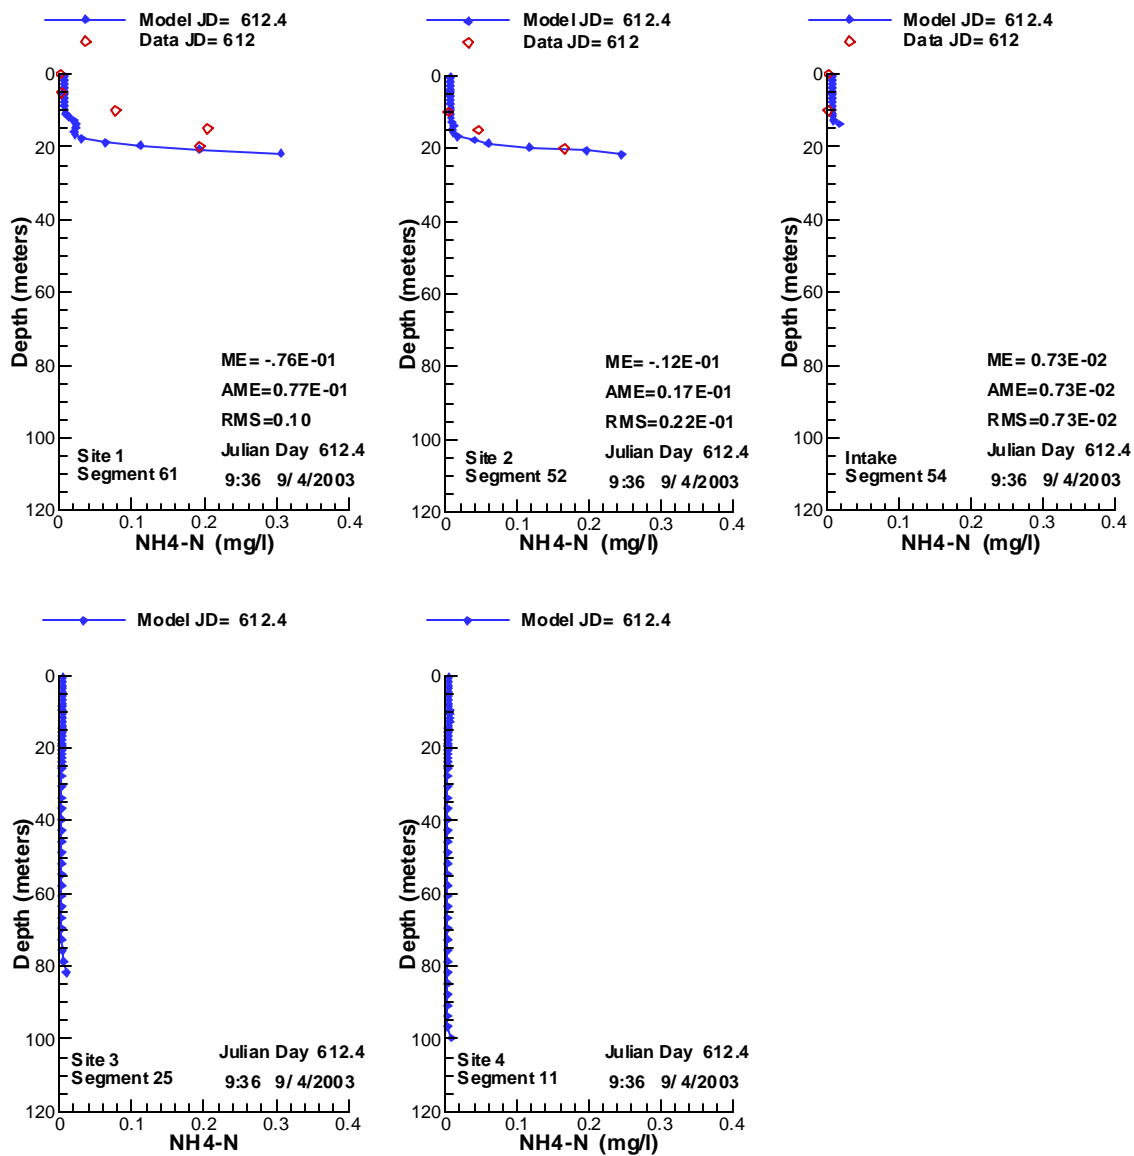 Model JD= 612.4
Data JD= 612
0
20
40
60
80
100
120
Depth (meters)
ME= -.76E-01
AME=0.77E-01
RMS=0.10
Julian Day 612.4
9:36 9/ 4/2003
Site 1
Segment 61
0 0.1 0.2 0.3 0.4
NH4-N (mg/l)
Model JD= 612.4
Data JD= 612
0
20
40
60
80
100
120
Depth (meters)
ME= -.12E-01
AME=0.17E-01
RMS=0.22E-01
Julian Day 612.4
9:36 9/ 4/2003
Site 2
Segment 52
0 0.1 0.2 0.3 0.4
NH4-N (mg/l)
Model JD= 612.4
Data JD= 612
0
20
40
60
80
100
120
Depth (meters)
ME= 0.73E-02
AME=0.73E-02
RMS=0.73E-02
Julian Day 612.4
9:36 9/ 4/2003
Intake
Segment 54
0 0.1 0.2 0.3 0.4
NH4-N (mg/l)
Model JD= 612.4
0
20
40
60
80
100
120
Depth (meters)
Julian Day 612.4
9:36 9/ 4/2003
Site 3
Segment 25
0 0.1 0.2 0.3 0.4
NH4-N
Model JD= 612.4
0
20
40
60
80
100
120
Depth (meters)
Julian Day 612.4
9:36 9/ 4/2003
Site 4
Segment 11
0 0.1 0.2 0.3 0.4
NH4-N (mg/l)